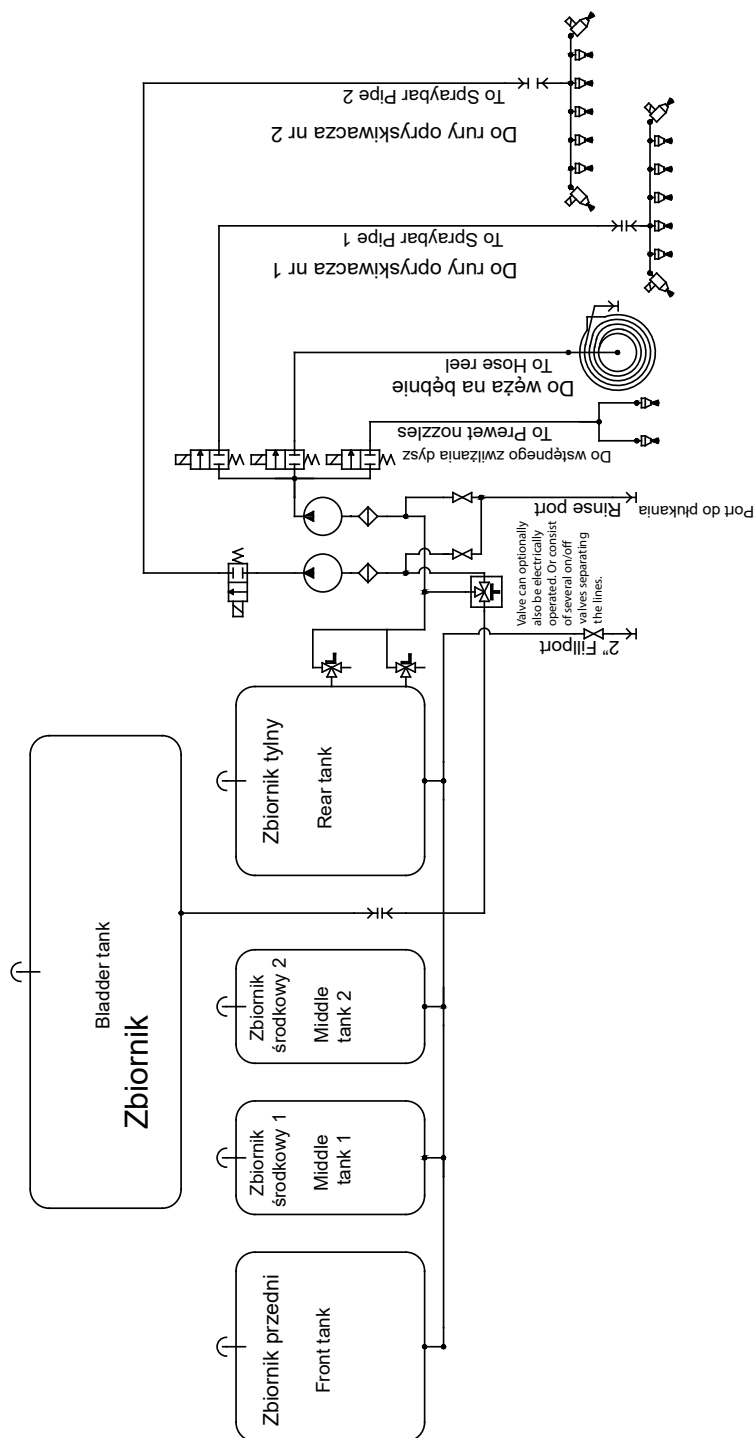 To Spraybar Pipe 2
Do rury opryskiwacza nr 2
To Spraybar Pipe 1
Do rury opryskiwacza nr 1
To Hose reel
Do węża na bębnie
To Prewet nozzles
Do wstępnego zwilżania dysz
Rinse port
Port do płukania
Valve can optionally
also be electrically
operated. Or consist
of several on/off
valves separating
the lines.
2” Fillport
Zbiornik tylny
Rear tank
Bladder tank
Zbiornik
Zbiornik
środkowy 2
Middle
tank 2
Zbiornik
środkowy 1
Middle
tank 1
Zbiornik przedni
Front tank